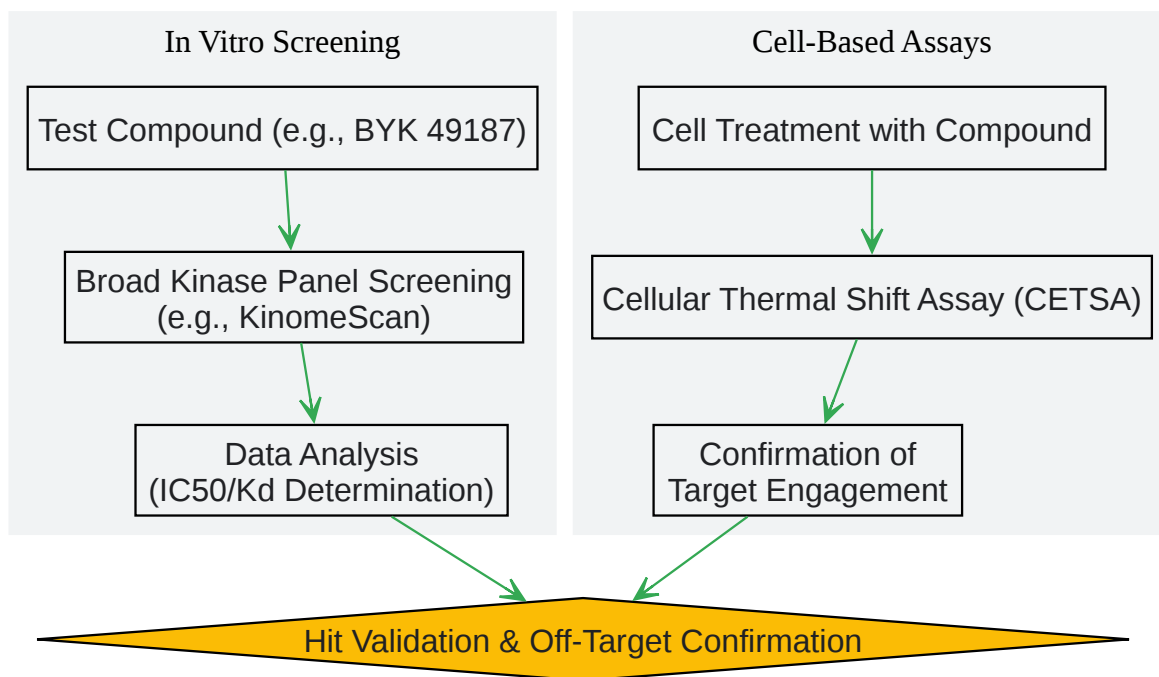 In Vitro Screening
Test Compound (e.g., BYK 49187)
Broad Kinase Panel Screening
(e.g., KinomeScan)
Data Analysis
(IC50/Kd Determination)
Cell-Based Assays
Cell Treatment with Compound
Cellular Thermal Shift Assay (CETSA)
Confirmation of
Target Engagement
Hit Validation & Off-Target Confirmation